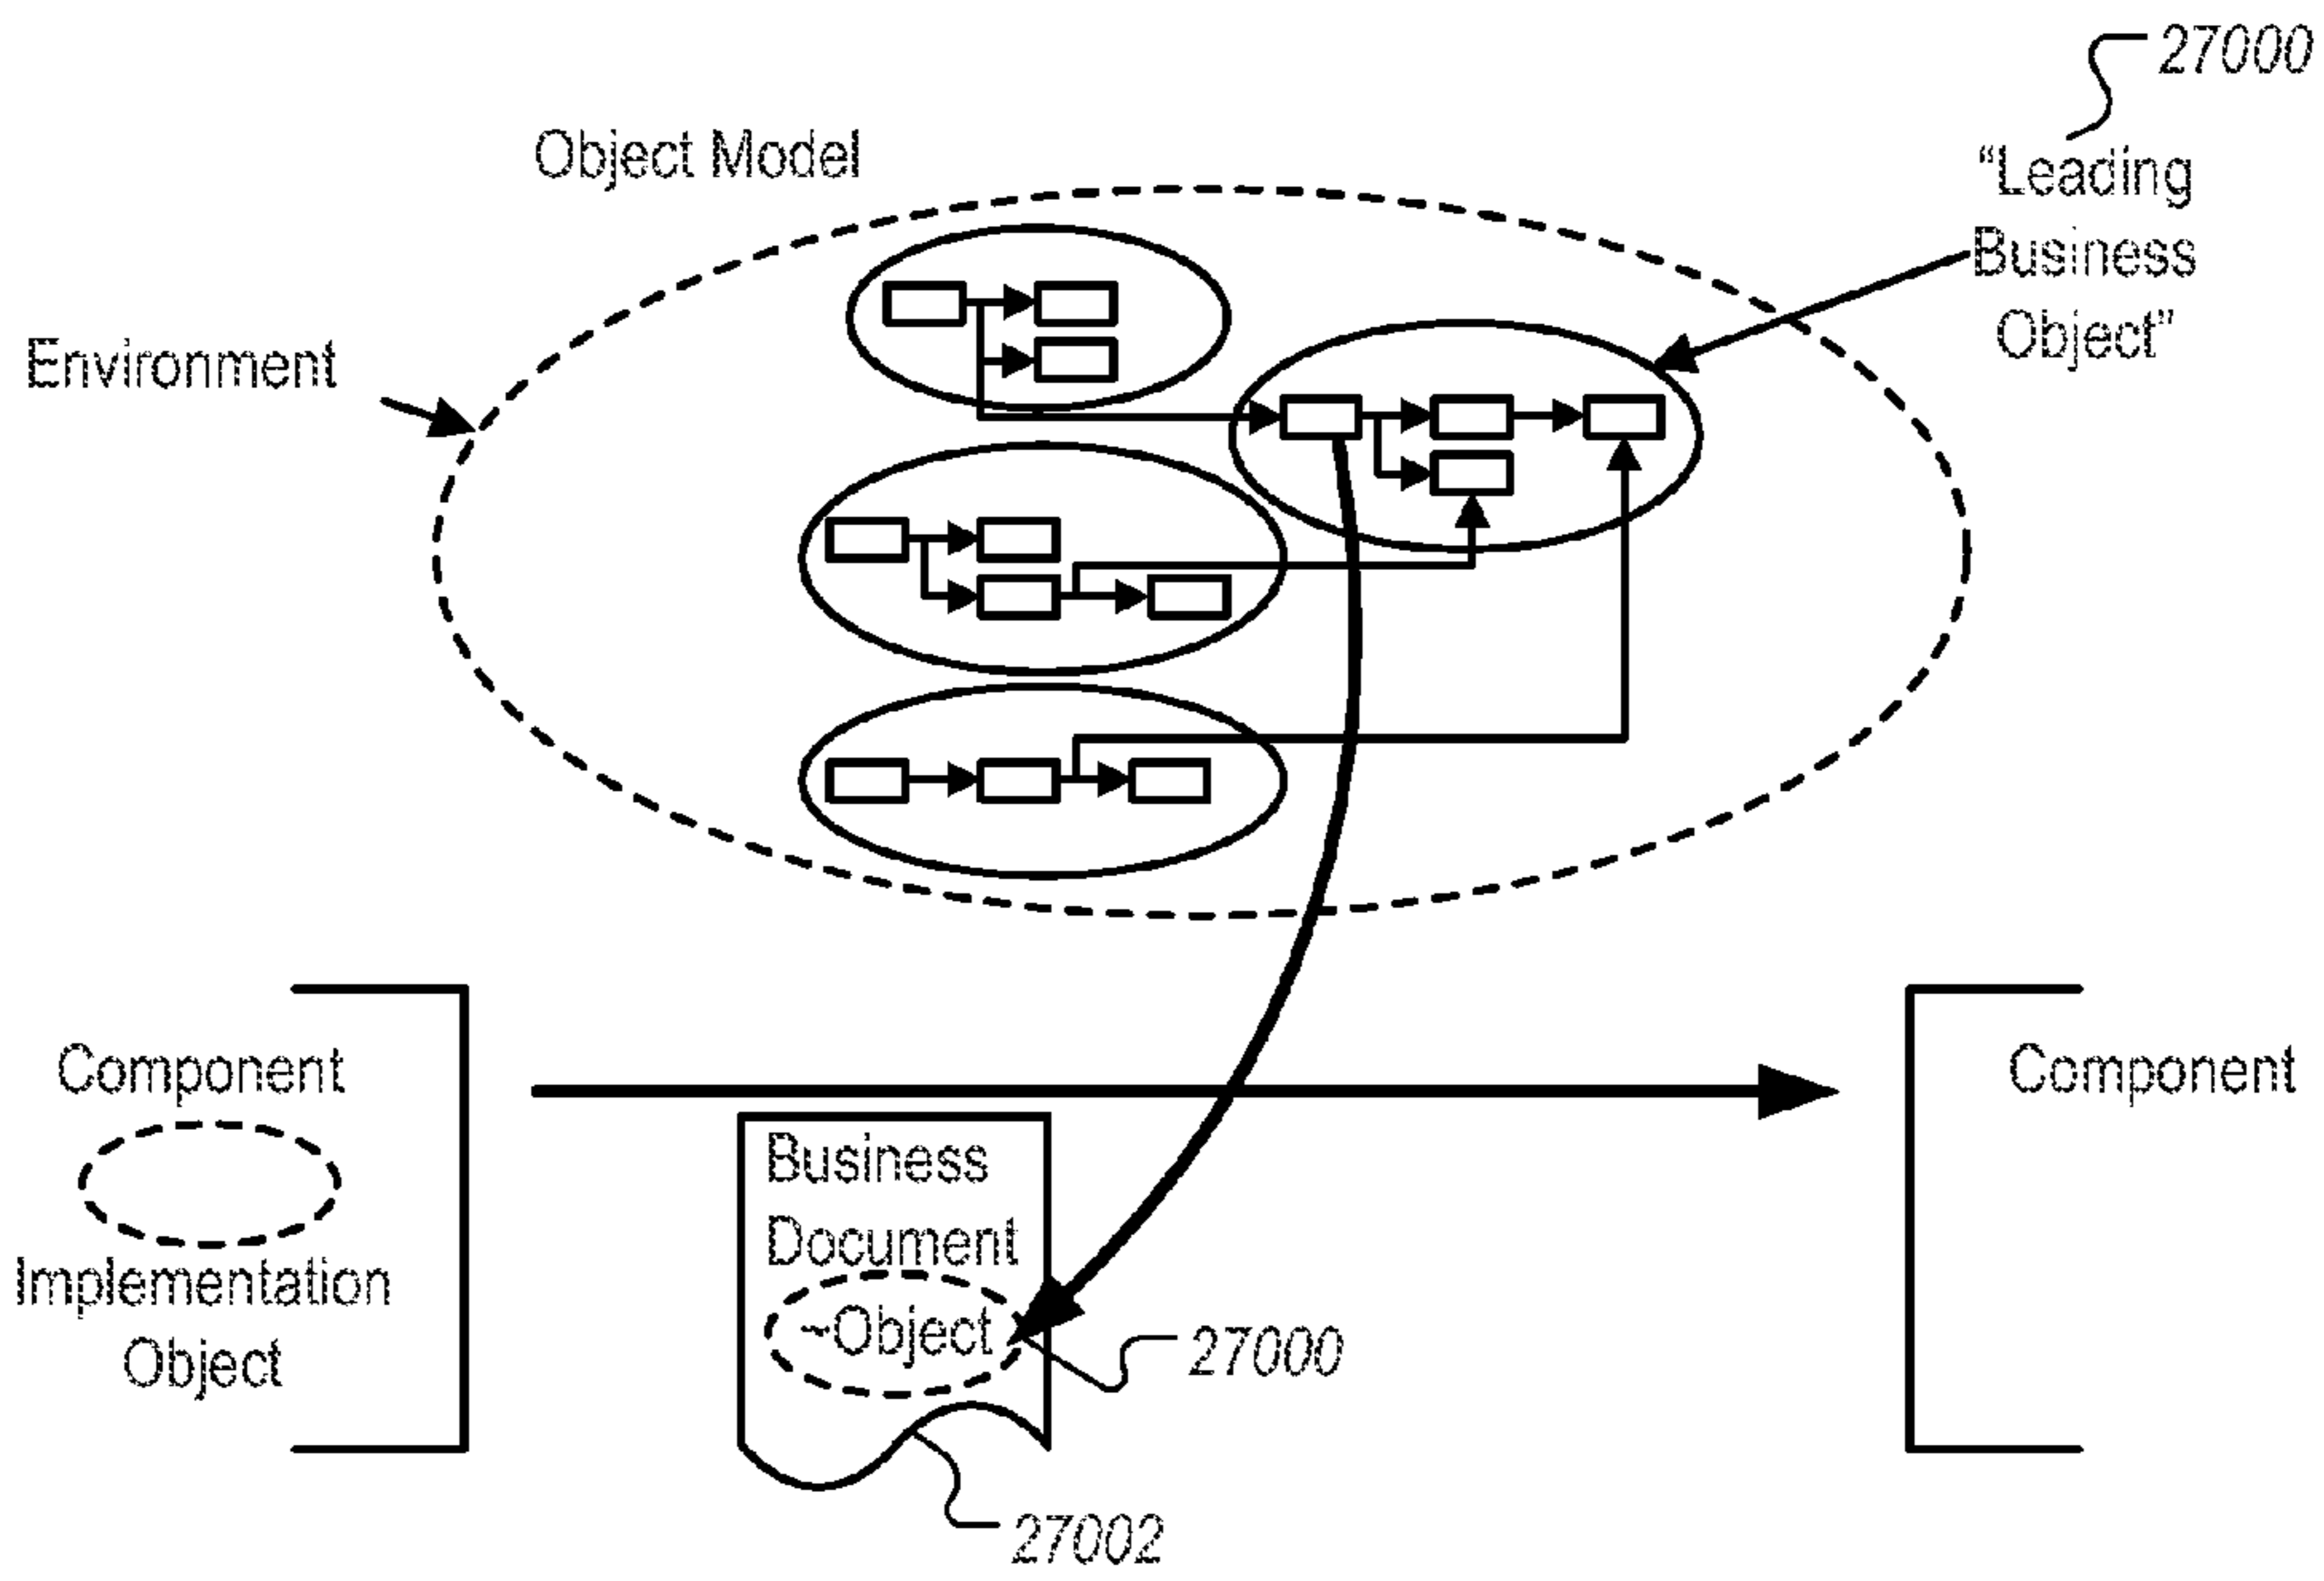 27000
Object Model
“Leading
Business
Object”
Environment
Component
Implementation
Object
Component
Business
Document
~Object
27000
27002